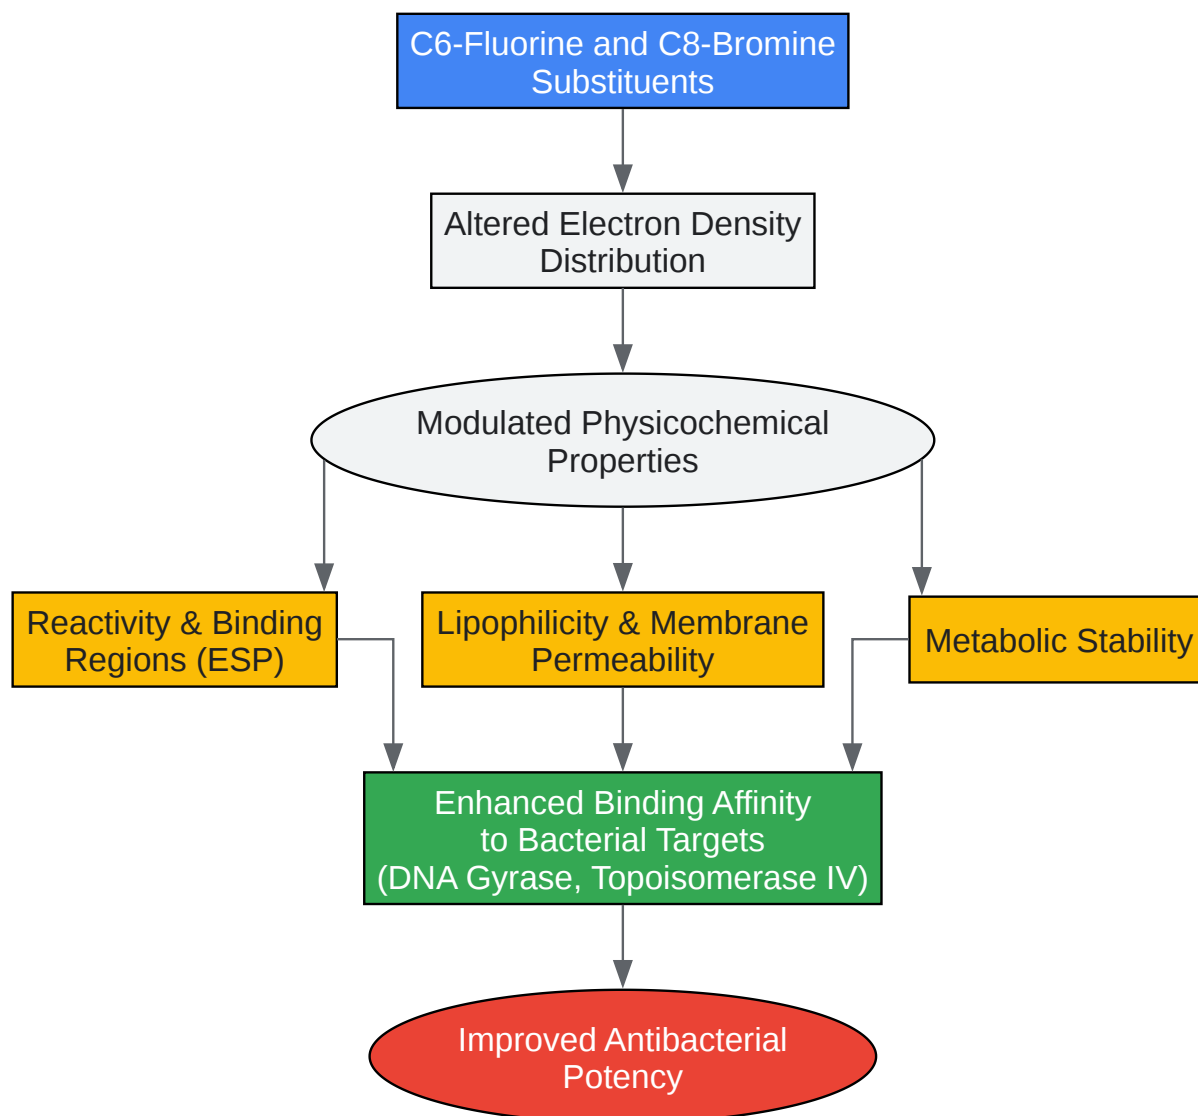 C6-Fluorine and C8-Bromine
Substituents
Altered Electron Density
Distribution
Modulated Physicochemical
Properties
Reactivity & Binding
Regions (ESP)
Lipophilicity & Membrane
Permeability
Metabolic Stability
Enhanced Binding Affinity
to Bacterial Targets
(DNA Gyrase, Topoisomerase IV)
Improved Antibacterial
Potency